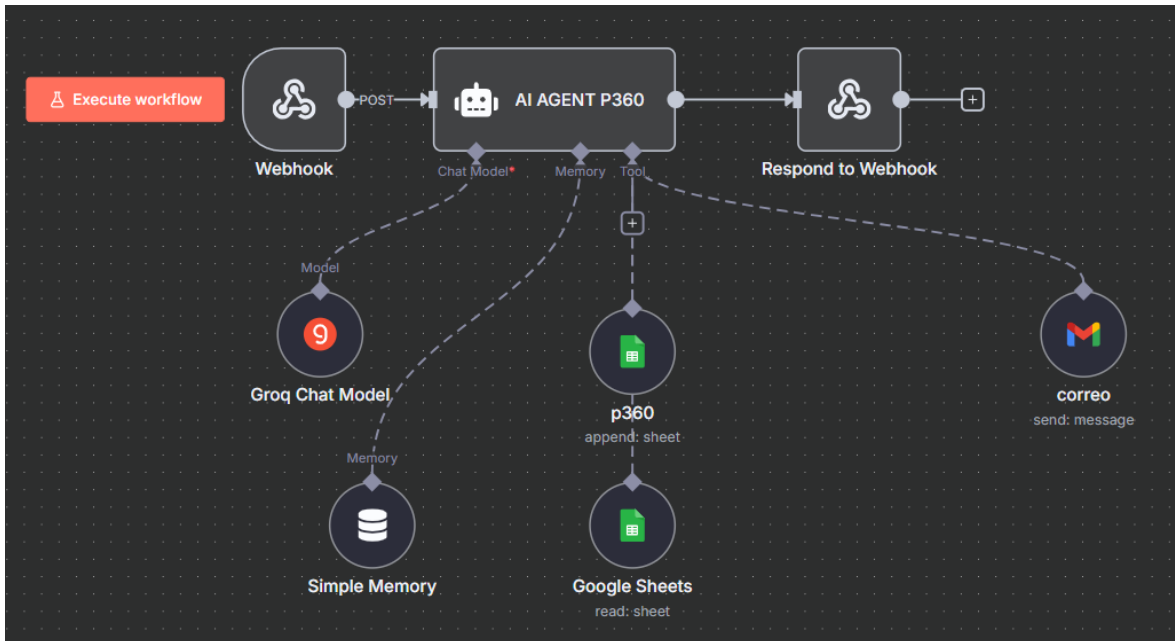 Execute workflow
POST
AI AGENT P360
Webhook
Chat Model*
Memory
Tool
Respond to Webhook
Model
Groq Chat Model
p360
append: sheet
correo
send: message
Memory
Simple Memory
Google Sheets
read: sheet